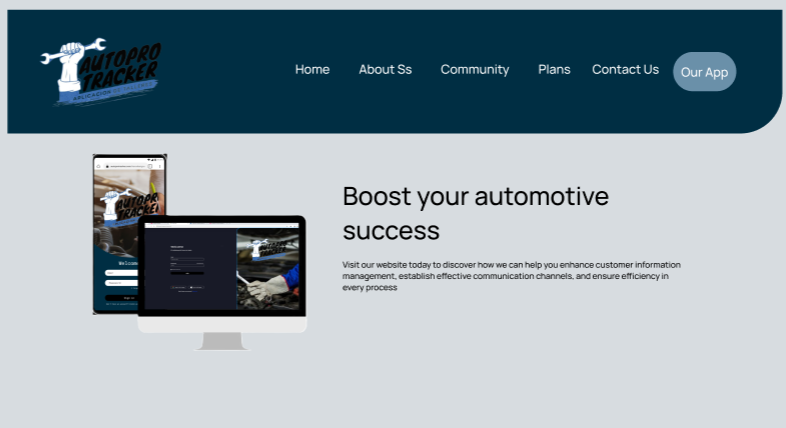 AUTOPRO
TRACKER
Home
About Ss
Community
Plans
Contact Us
Our App
Boost your automotive
success
Visit our website today to discover how we can help you enhance customer information
management, establish effective communication channels, and ensure efficiency in
every process